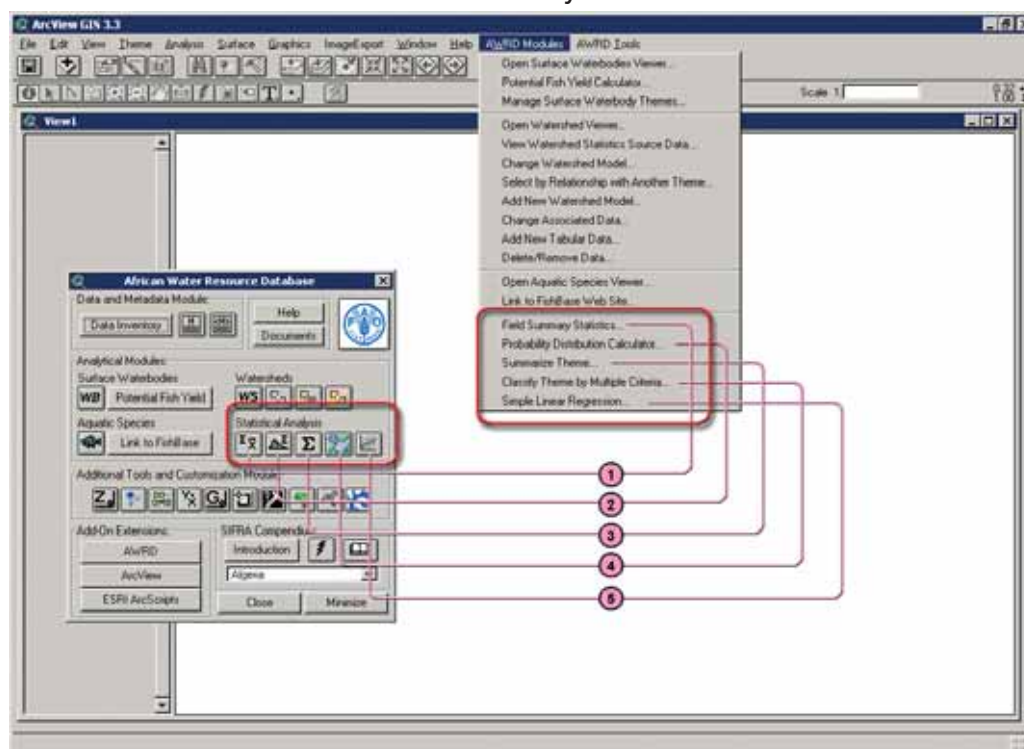 ArcView GIS 3.3
File Edit View Theme Analysis Surface Graphics ImageExport Window Help AWRD Modules AWRD Tools
Scale 1:
View1
Open Surface Waterbodies Viewer...
Potential Fish Yield Calculator...
Manage Surface Waterbody Themes...
Open Watershed Viewer...
View Watershed Statistics Source Data...
Change Watershed Model...
Select by Relationship with Another Theme...
Add New Watershed Model...
Change Associated Data...
Add New Tabular Data...
Delete/Remove Data...
Open Aquatic Species Viewer...
Link to FishBase Web Site...
Field Summary Statistics...
Probability Distribution Calculator...
Summarize Theme...
Classify Theme by Multiple Criteria...
Simple Linear Regression...
African Water Resource Database
Data and Metadata Module
Data Inventory
Help
Documents
Analytical Modules:
Surface Waterbodies
Watersheds
WB Potential Fish Yield
WS
Aquatic Species
Statistical Analysis
Link to FishBase
Σ
Additional Tools and Customization Module
Add-On Extensions:
SIFRA Compendium
AWRD
Introduction
ArcView
Algeria
ESRI ArcScripts
Close
Minimize
1
2
3
4
5